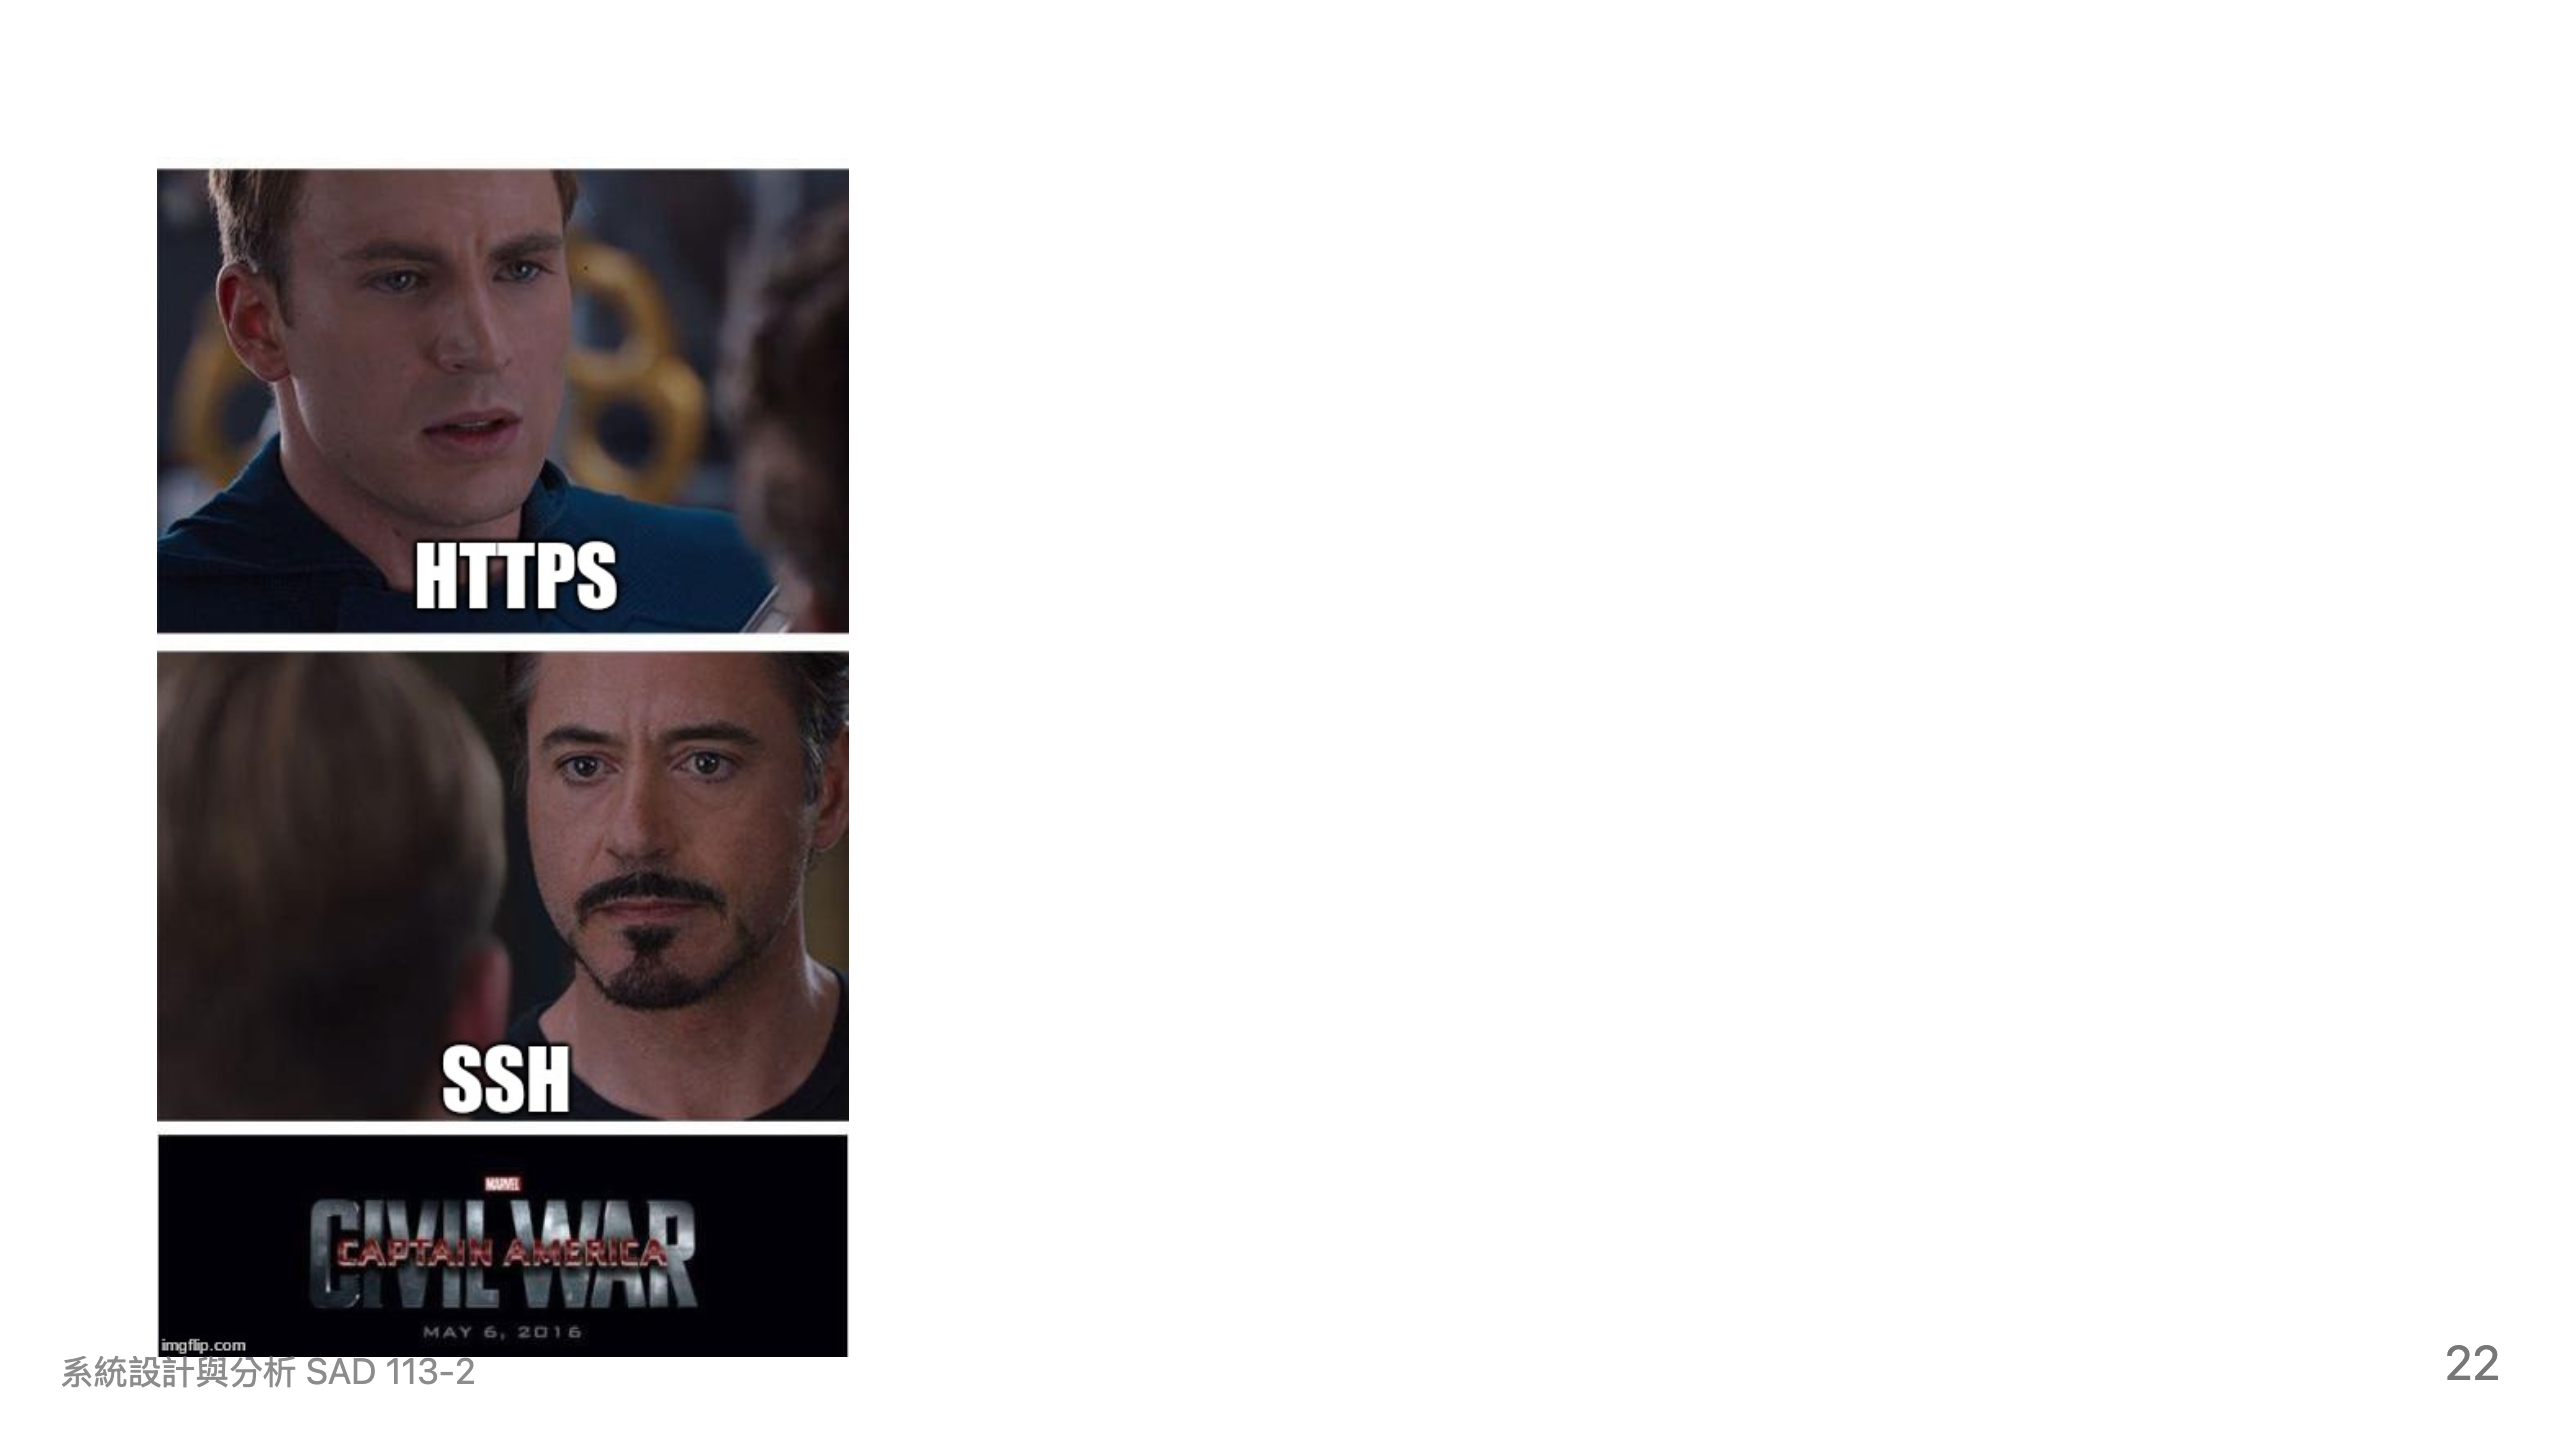 HTTPS
SSH
MARVEL
CIVIL WAR
CAPTAIN AMERICA
MAY 6, 2016
imgflip.com
系統設計與分析 SAD 113-2
22